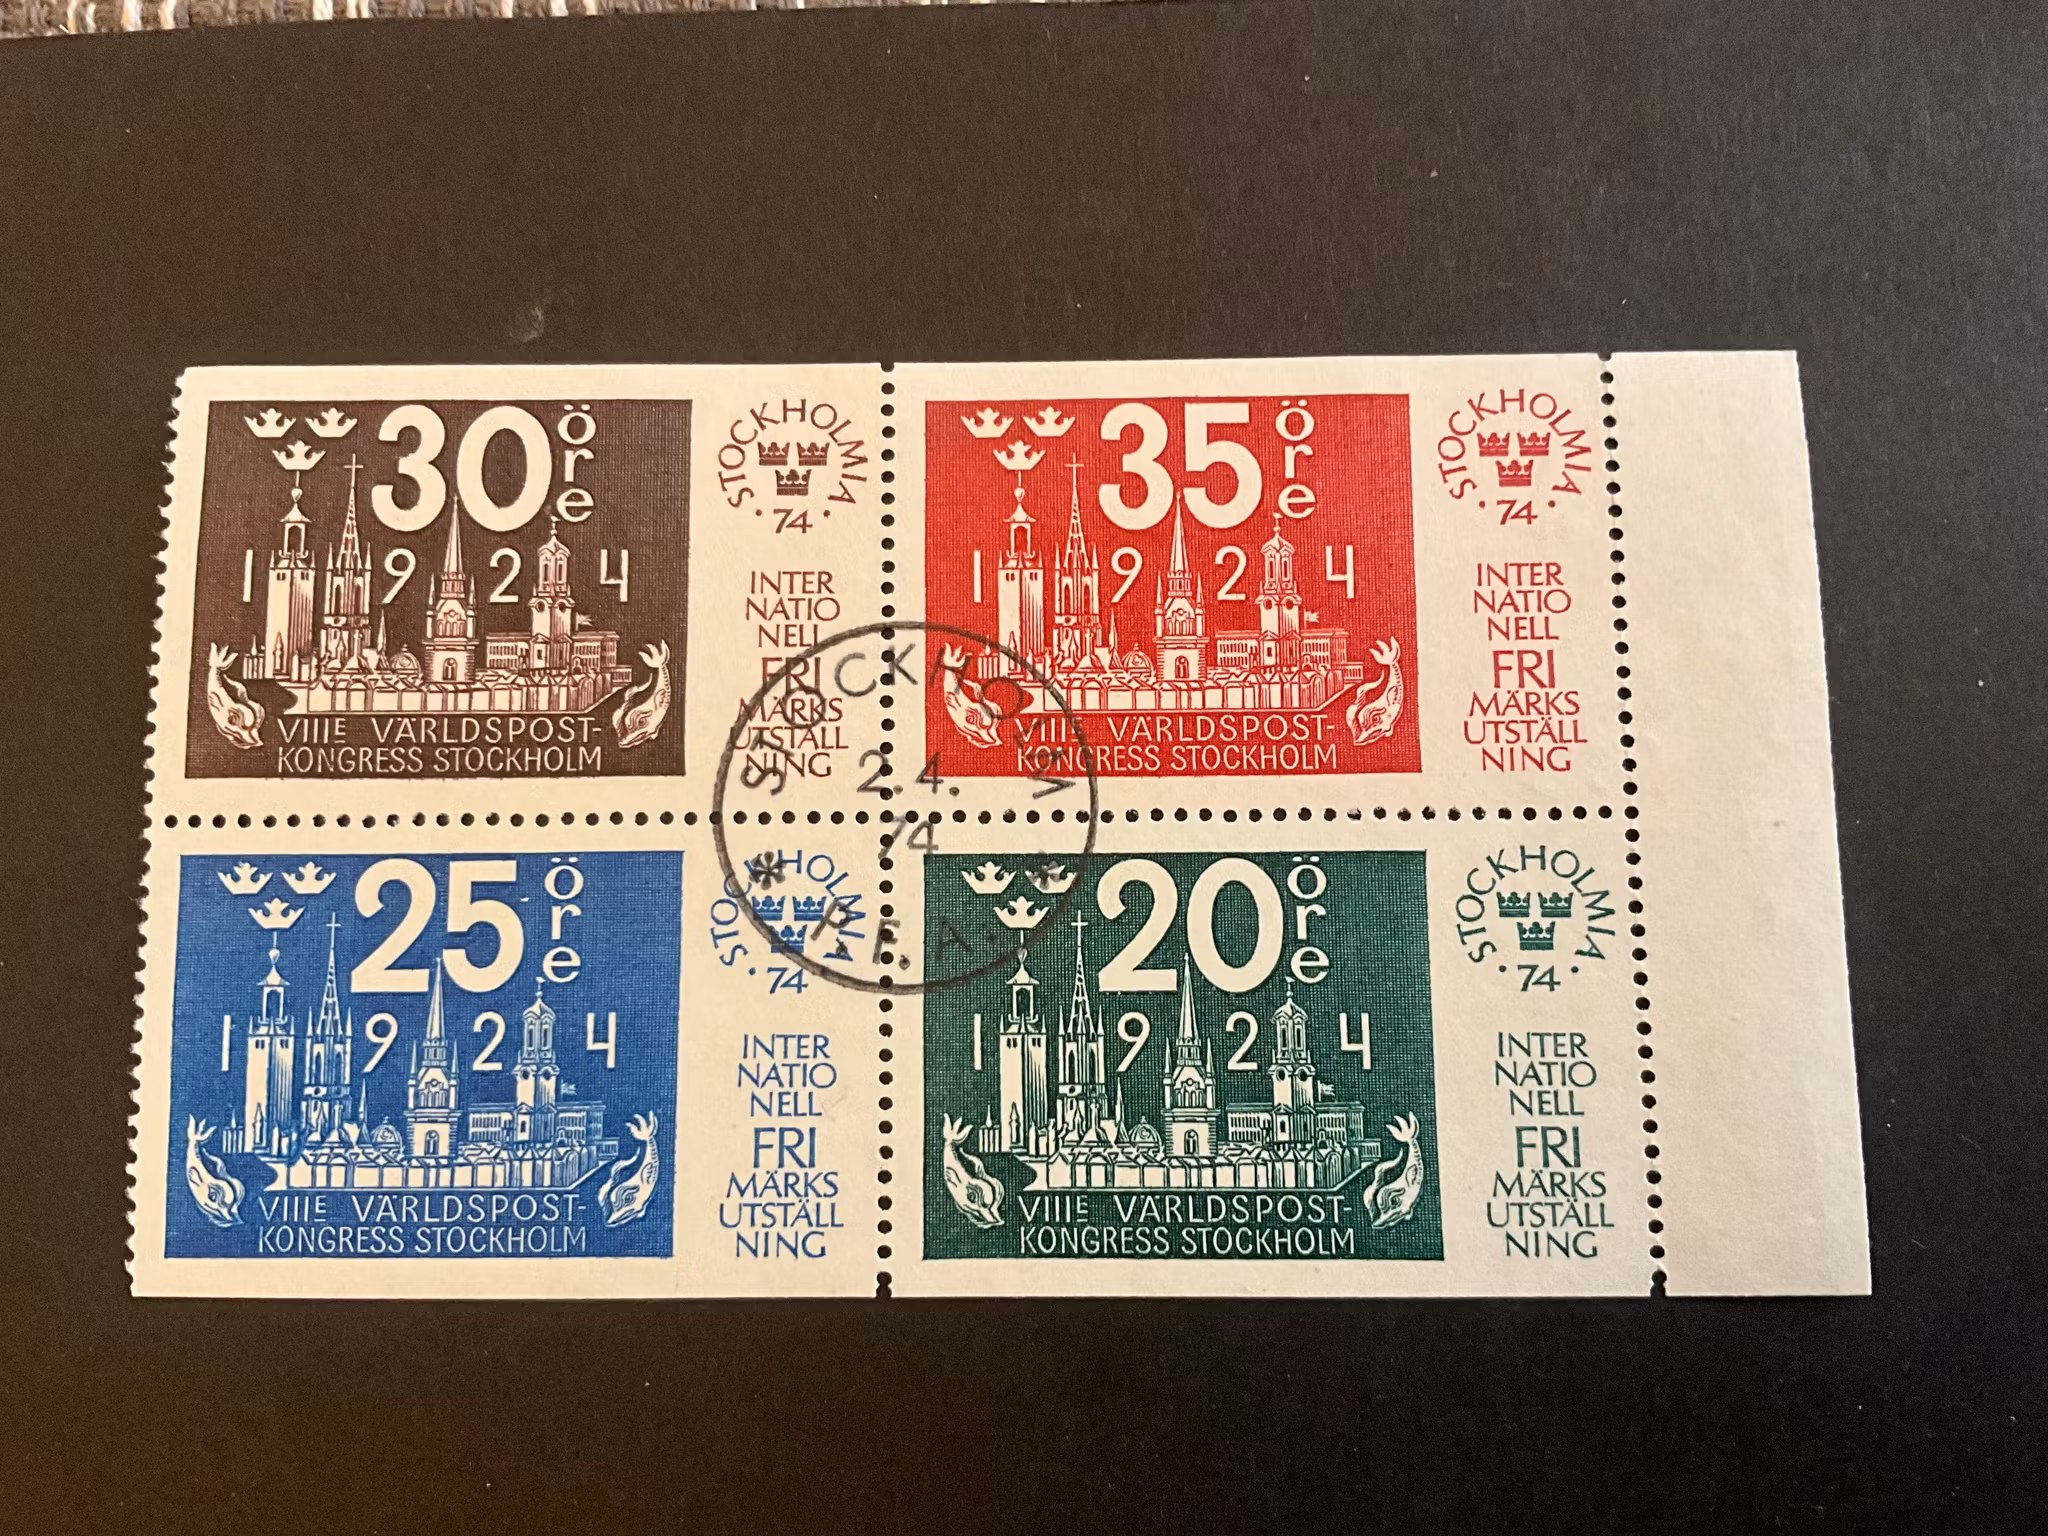 30 öre
STOCKHOLMIA
· 74 ·
1924
INTER
NATIO
NELL
FRI
MÄRKS
UTSTÄLL
NING
VIIIE VÄRLDSPOST-
KONGRESS STOCKHOLM
35 öre
STOCKHOLMIA
· 74 ·
1924
INTER
NATIO
NELL
FRI
MÄRKS
UTSTÄLL
NING
VIIIE VÄRLDSPOST-
KONGRESS STOCKHOLM
STOCKHOLM
2.4.
74
* P.F.A. *
25 öre
STOCKHOLMIA
· 74 ·
1924
INTER
NATIO
NELL
FRI
MÄRKS
UTSTÄLL
NING
VIIIE VÄRLDSPOST-
KONGRESS STOCKHOLM
20 öre
STOCKHOLMIA
· 74 ·
1924
INTER
NATIO
NELL
FRI
MÄRKS
UTSTÄLL
NING
VIIIE VÄRLDSPOST-
KONGRESS STOCKHOLM